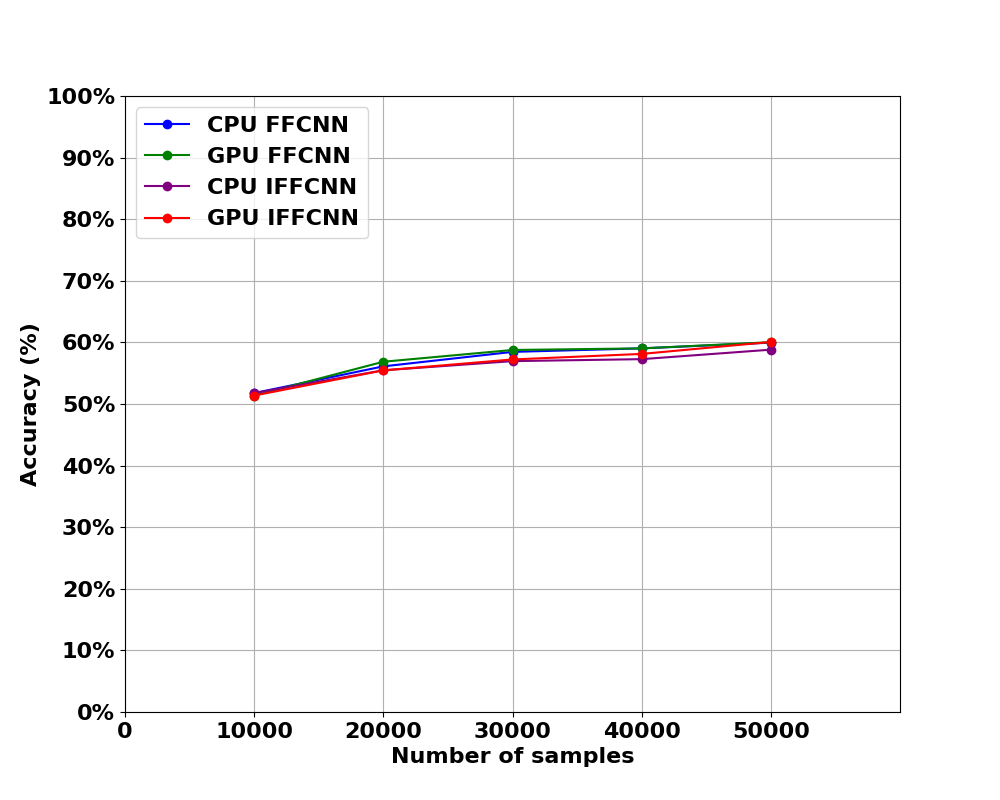 100%
90%
80%
70%
60%
50%
40%
30%
20%
10%
0%
Accuracy (%)
CPU FFCNN
GPU FFCNN
CPU IFFCNN
GPU IFFCNN
0 10000 20000 30000 40000 50000
Number of samples